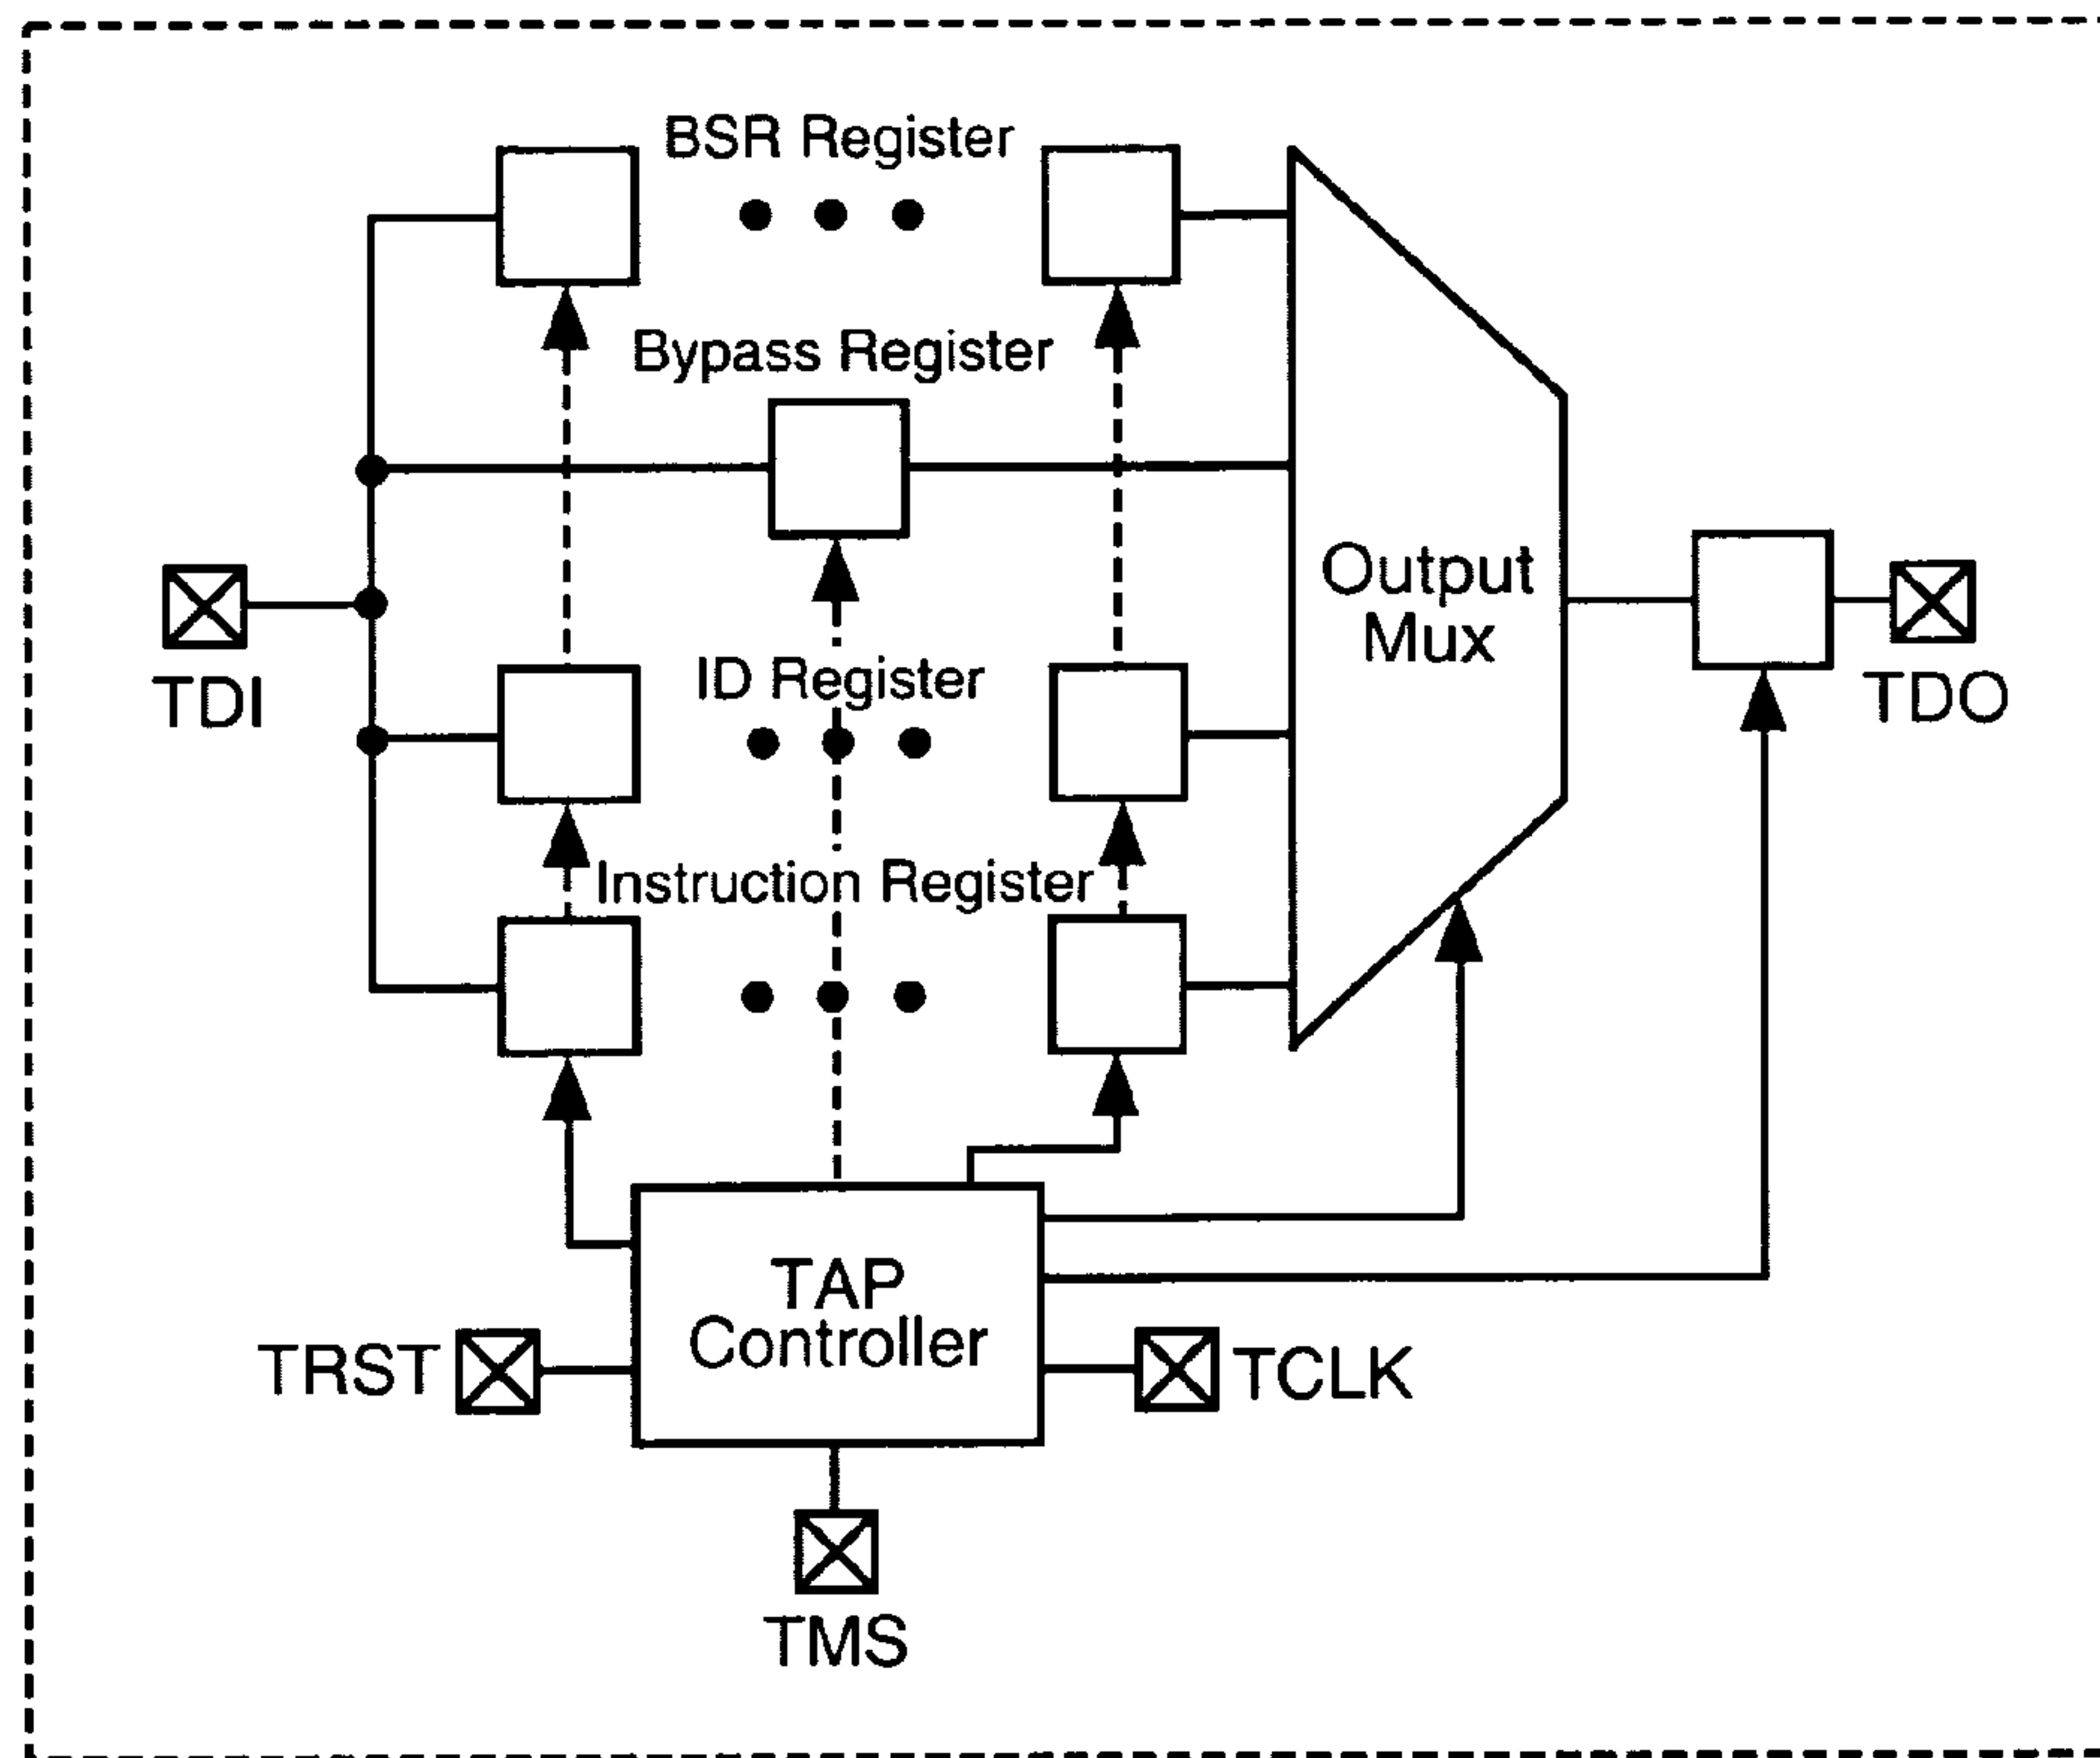 BSR Register
Bypass Register
Output
Mux
ID Register
TDI
TDO
Instruction Register
TAP
Controller
TRST
TCLK
TMS